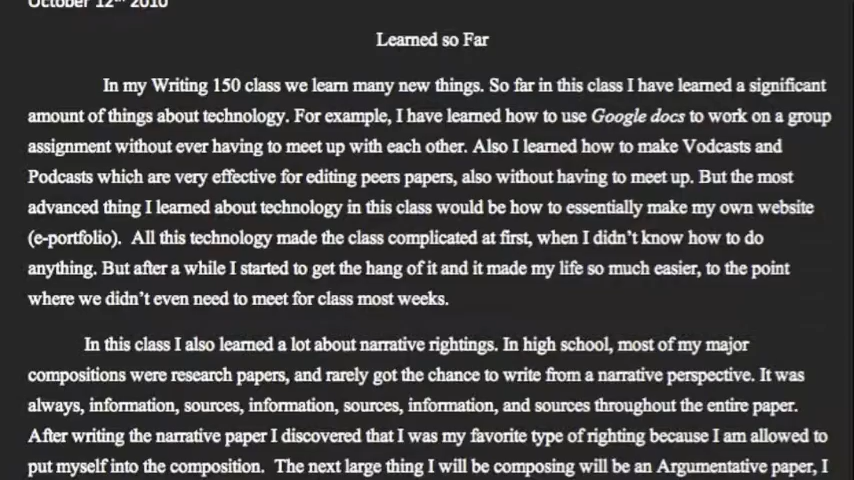 October 12th 2010
Learned so Far
In my Writing 150 class we learn many new things. So far in this class I have learned a significant
amount of things about technology. For example, I have learned how to use Google docs to work on a group
assignment without ever having to meet up with each other. Also I learned how to make Vodcasts and
Podcasts which are very effective for editing peers papers, also without having to meet up. But the most
advanced thing I learned about technology in this class would be how to essentially make my own website
(e-portfolio).  All this technology made the class complicated at first, when I didn’t know how to do
anything. But after a while I started to get the hang of it and it made my life so much easier, to the point
where we didn’t even need to meet for class most weeks.
In this class I also learned a lot about narrative rightings. In high school, most of my major
compositions were research papers, and rarely got the chance to write from a narrative perspective. It was
always, information, sources, information, sources, information, and sources throughout the entire paper.
After writing the narrative paper I discovered that I was my favorite type of righting because I am allowed to
put myself into the composition.  The next large thing I will be composing will be an Argumentative paper, I